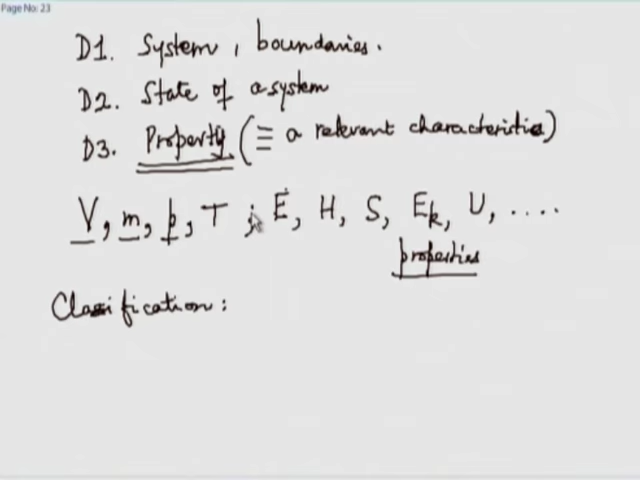 Page No: 23
D1. System, boundaries.
D2. State of a system
D3. Property (≡ a relevant characteristic)
V, m, p, T ; E, H, S, Ek, U, ....
properties
Classification: